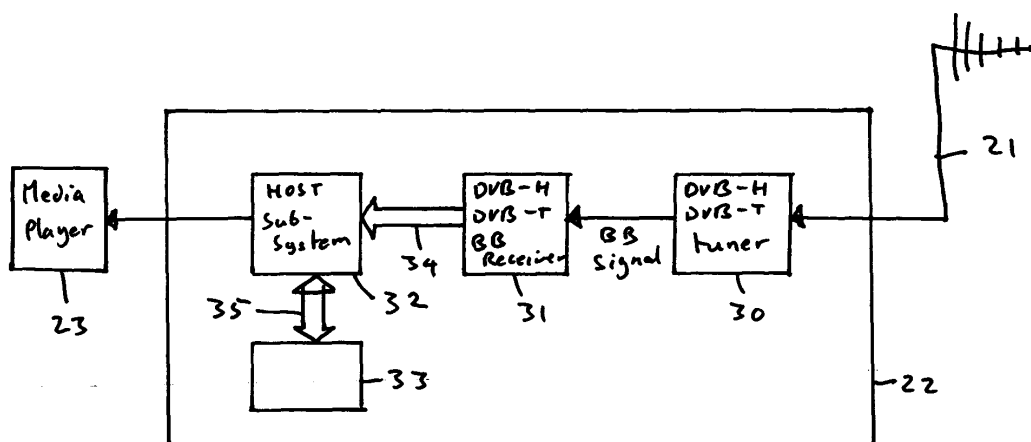 21
Media
Player
23
HOST
Sub-
System
32
34
DVB-H
DVB-T
BB
Receiver
31
BB
Signal
DVB-H
DVB-T
tuner
30
35
33
22